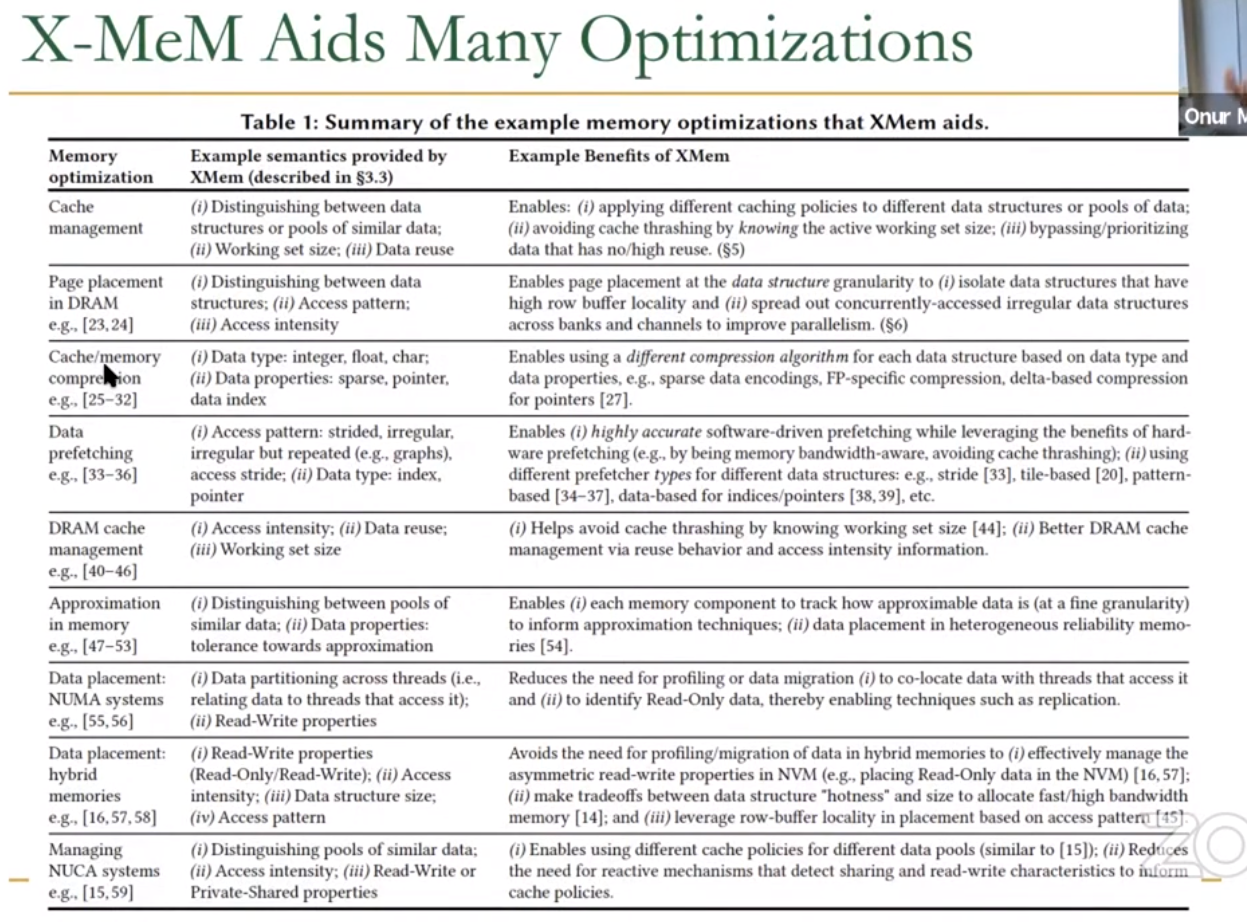 X-MeM Aids Many Optimizations
Onur M
Table 1: Summary of the example memory optimizations that XMem aids.
Memory
optimization
Example semantics provided by
XMem (described in §3.3)
Example Benefits of XMem
Cache
management
(i) Distinguishing between data
structures or pools of similar data;
(ii) Working set size; (iii) Data reuse
Enables: (i) applying different caching policies to different data structures or pools of data;
(ii) avoiding cache thrashing by knowing the active working set size; (iii) bypassing/prioritizing
data that has no/high reuse. (§5)
Page placement
in DRAM
e.g., [23,24]
(i) Distinguishing between data
structures; (ii) Access pattern;
(iii) Access intensity
Enables page placement at the data structure granularity to (i) isolate data structures that have
high row buffer locality and (ii) spread out concurrently-accessed irregular data structures
across banks and channels to improve parallelism. (§6)
Cache/memory
compression
e.g., [25–32]
(i) Data type: integer, float, char;
(ii) Data properties: sparse, pointer,
data index
Enables using a different compression algorithm for each data structure based on data type and
data properties, e.g., sparse data encodings, FP-specific compression, delta-based compression
for pointers [27].
Data
prefetching
e.g., [33–36]
(i) Access pattern: strided, irregular,
irregular but repeated (e.g., graphs),
access stride; (ii) Data type: index,
pointer
Enables (i) highly accurate software-driven prefetching while leveraging the benefits of hard-
ware prefetching (e.g., by being memory bandwidth-aware, avoiding cache thrashing); (ii) using
different prefetcher types for different data structures: e.g., stride [33], tile-based [20], pattern-
based [34–37], data-based for indices/pointers [38,39], etc.
DRAM cache
management
e.g., [40–46]
(i) Access intensity; (ii) Data reuse;
(iii) Working set size
(i) Helps avoid cache thrashing by knowing working set size [44]; (ii) Better DRAM cache
management via reuse behavior and access intensity information.
Approximation
in memory
e.g., [47–53]
(i) Distinguishing between pools of
similar data; (ii) Data properties:
tolerance towards approximation
Enables (i) each memory component to track how approximable data is (at a fine granularity)
to inform approximation techniques; (ii) data placement in heterogeneous reliability memo-
ries [54].
Data placement:
NUMA systems
e.g., [55,56]
(i) Data partitioning across threads (i.e.,
relating data to threads that access it);
(ii) Read-Write properties
Reduces the need for profiling or data migration (i) to co-locate data with threads that access it
and (ii) to identify Read-Only data, thereby enabling techniques such as replication.
Data placement:
hybrid
memories
e.g., [16,57,58]
(i) Read-Write properties
(Read-Only/Read-Write); (ii) Access
intensity; (iii) Data structure size;
(iv) Access pattern
Avoids the need for profiling/migration of data in hybrid memories to (i) effectively manage the
asymmetric read-write properties in NVM (e.g., placing Read-Only data in the NVM) [16,57];
(ii) make tradeoffs between data structure "hotness" and size to allocate fast/high bandwidth
memory [14]; and (iii) leverage row-buffer locality in placement based on access pattern [45].
Managing
NUCA systems
e.g., [15,59]
(i) Distinguishing pools of similar data;
(ii) Access intensity; (iii) Read-Write or
Private-Shared properties
(i) Enables using different cache policies for different data pools (similar to [15]); (ii) Reduces
the need for reactive mechanisms that detect sharing and read-write characteristics to inform
cache policies.
zo